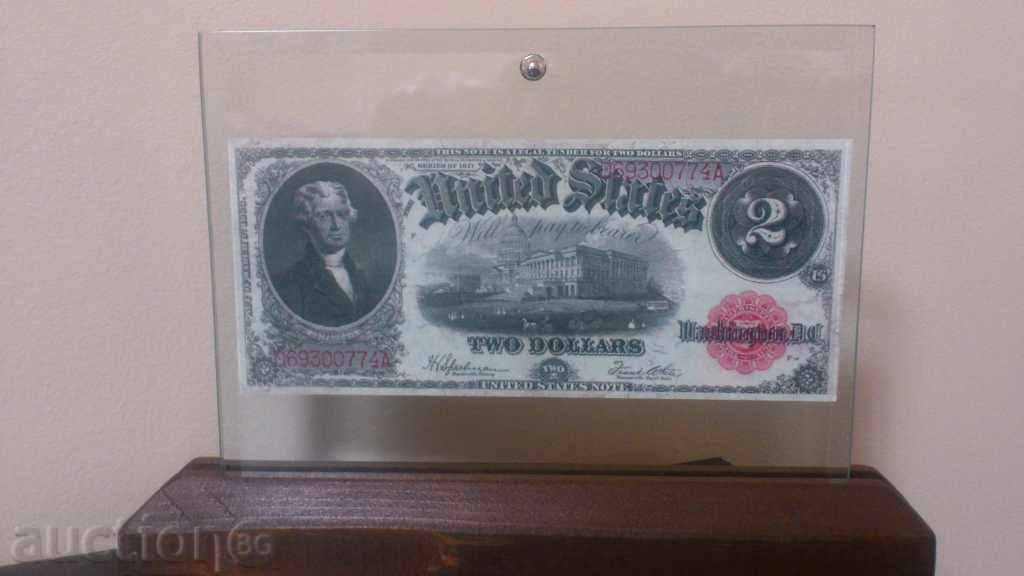 THIS NOTE IS A LEGAL TENDER FOR TWO DOLLARS
SERIES OF 1917
D69300774A
United States
2
Will pay to bearer
Washington, D.C.
TWO DOLLARS
D69300774A
TWO
UNITED STATES NOTE
auction BG